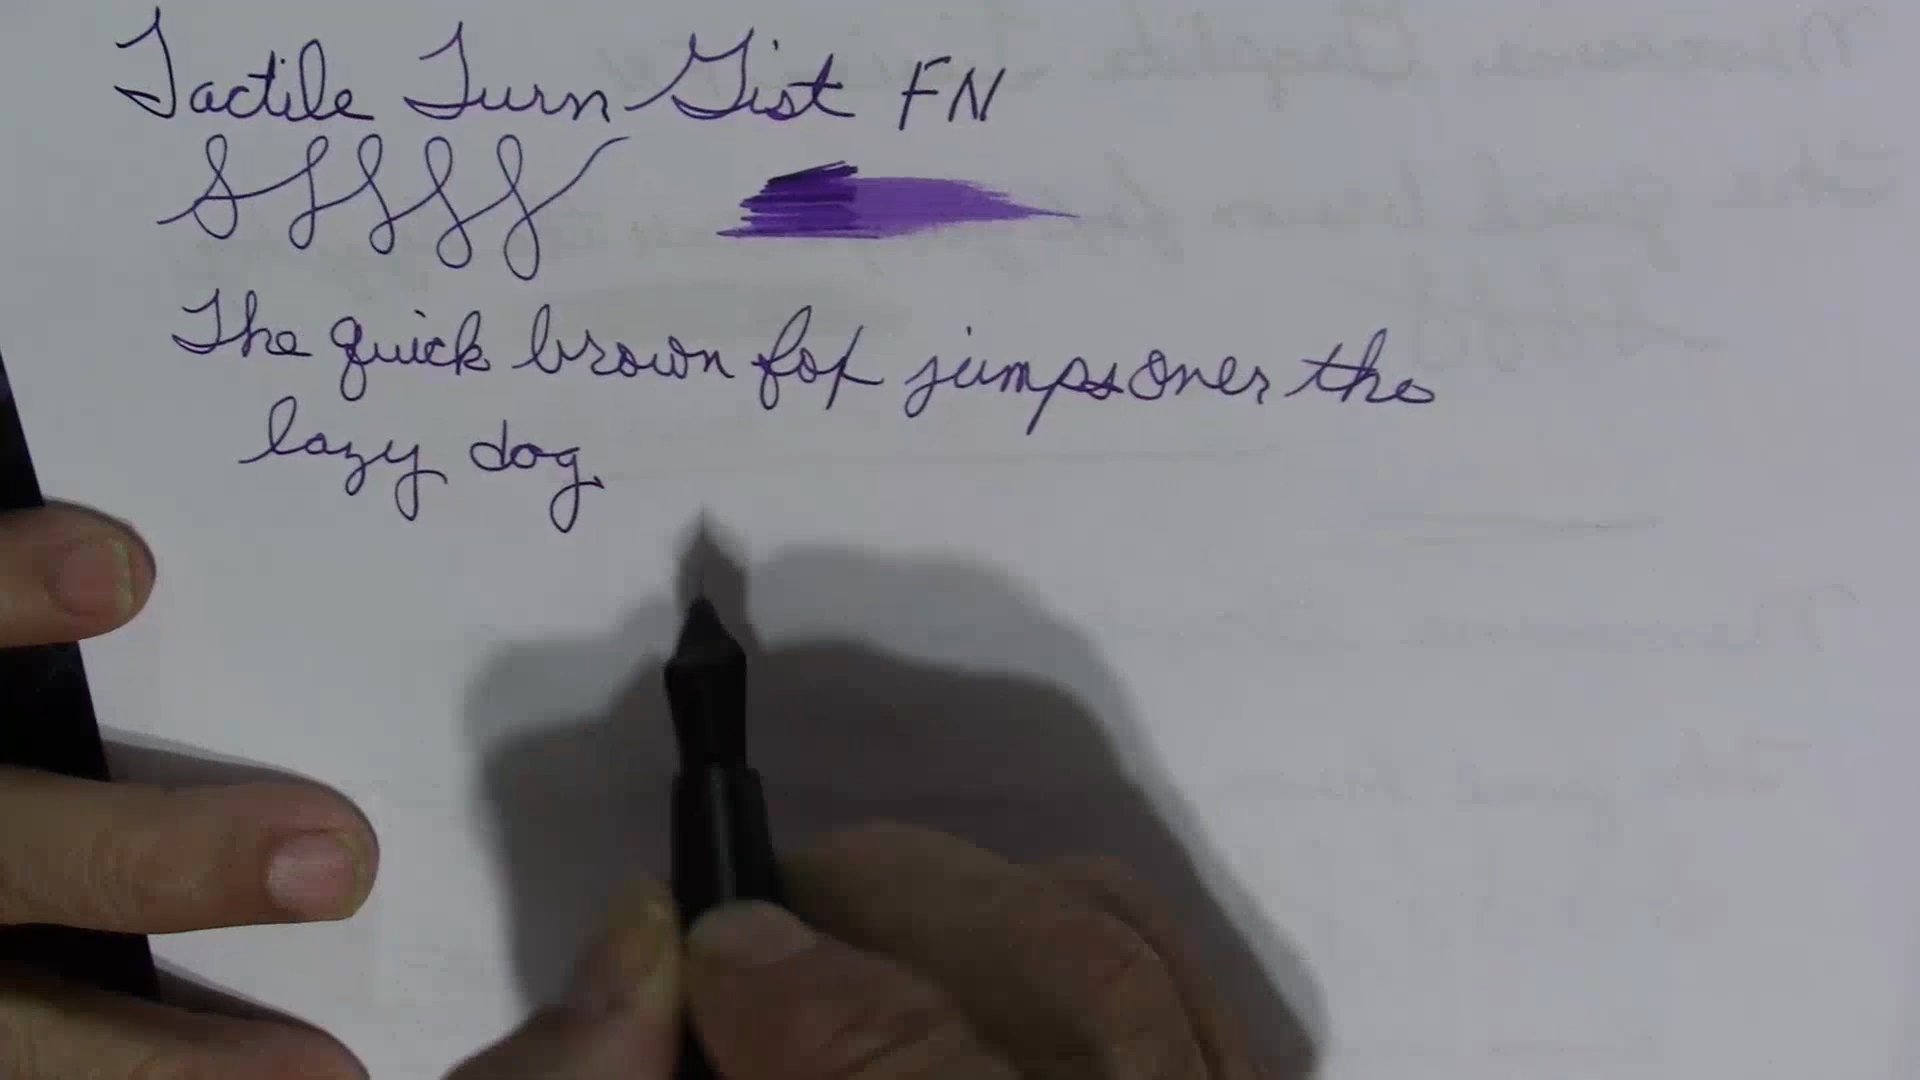 Tactile Turn Gist FN
The quick brown fox jumps over the
lazy dog.